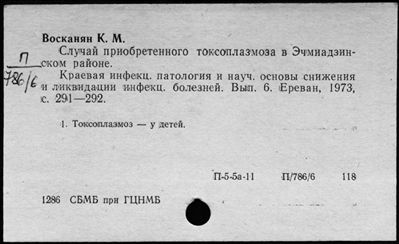 Восканян К. М.
Случай приобретенного токсоплазмоза в Эчмиадзин-
П
ском районе.
786/6
Краевая инфекц. патология и науч. основы снижения
и ликвидации инфекц. болезней. Вып. 6. Ереван, 1973,
с. 291—292.
1. Токсоплазмоз — у детей.
П-5-5а-11 П/786/6 118
1286 СБМБ при ГЦНМБ